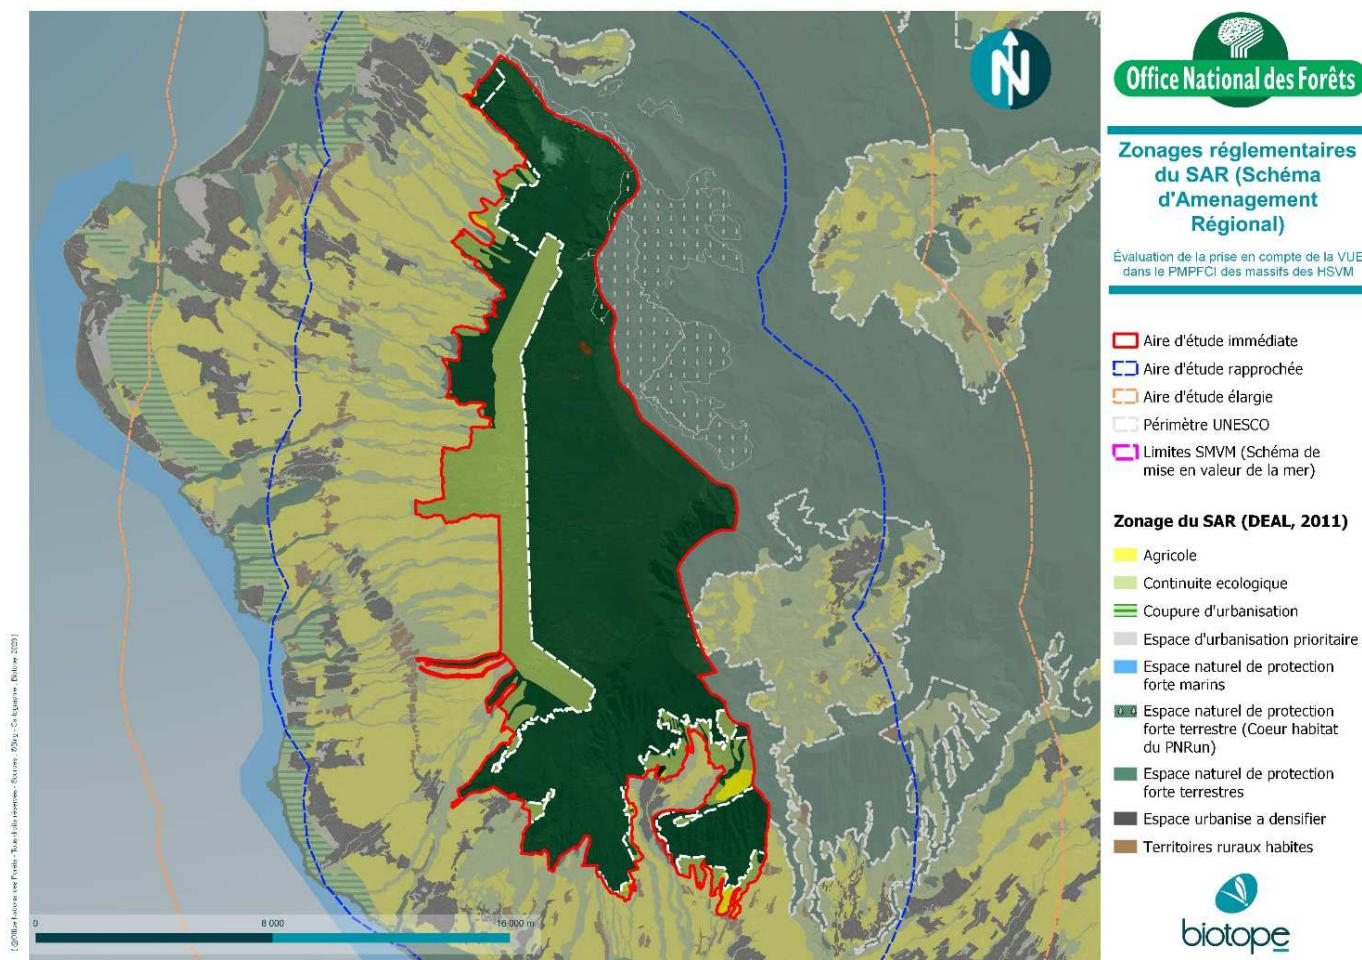 Office National des Forêts
Zonages réglementaires
du SAR (Schéma
d'Amenagement
Régional)
Évaluation de la prise en compte de la VUE
dans le PMPFCI des massifs des HSVM
N
Aire d'étude immédiate
Aire d'étude rapprochée
Aire d'étude élargie
Périmètre UNESCO
Limites SMVM (Schéma de
mise en valeur de la mer)
Zonage du SAR (DEAL, 2011)
Agricole
Continuite ecologique
Coupure d'urbanisation
Espace d'urbanisation prioritaire
Espace naturel de protection
forte marins
Espace naturel de protection
forte terrestre (Coeur habitat
du PNRun)
Espace naturel de protection
forte terrestres
Espace urbanise a densifier
Territoires ruraux habites
biotope
0
8 000
16 000 m